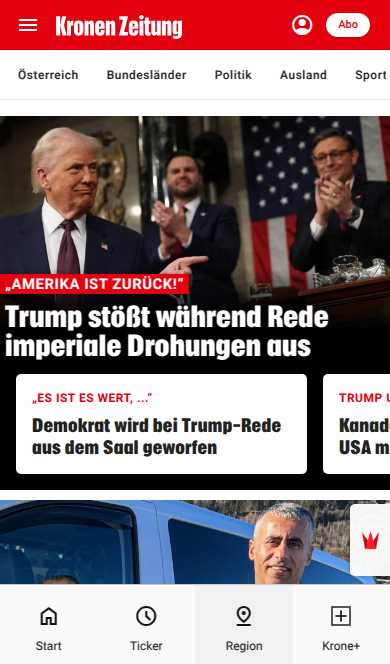 Kronen Zeitung
Abo
Österreich Bundesländer Politik Ausland Sport
„AMERIKA IST ZURÜCK!“
Trump stößt während Rede
imperiale Drohungen aus
„ES IST ES WERT, ...“
Demokrat wird bei Trump-Rede
aus dem Saal geworfen
TRUMP
USA
Start Ticker Region Krone+